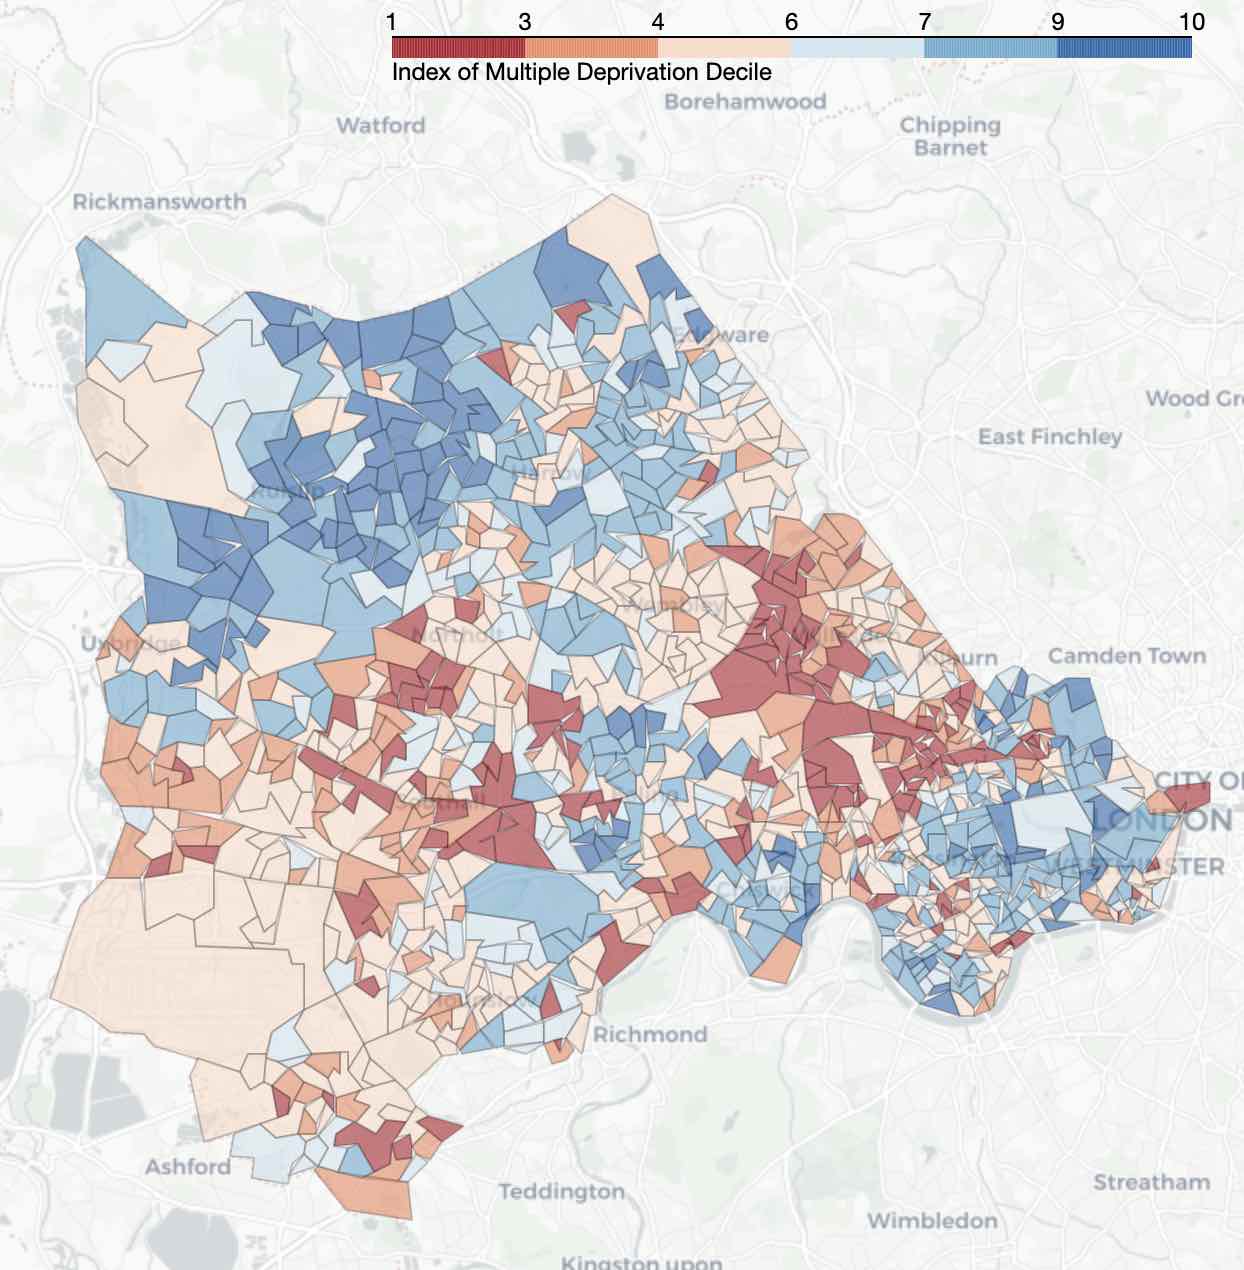 1 3 4 6 7 9 10
Index of Multiple Deprivation Decile
Borehamwood
Watford
Chipping
Barnet
Rickmansworth
Edgware
Wood Gr
East Finchley
Harrow
Ruislip
Wembley
Willesden
Northolt
Uxbridge
Kilburn
Camden Town
CITY O
LONDON
Southall
Ealing
Kensington
WESTMINSTER
Chiswick
Hounslow
Richmond
Ashford
Teddington
Streatham
Wimbledon
Kingston upon